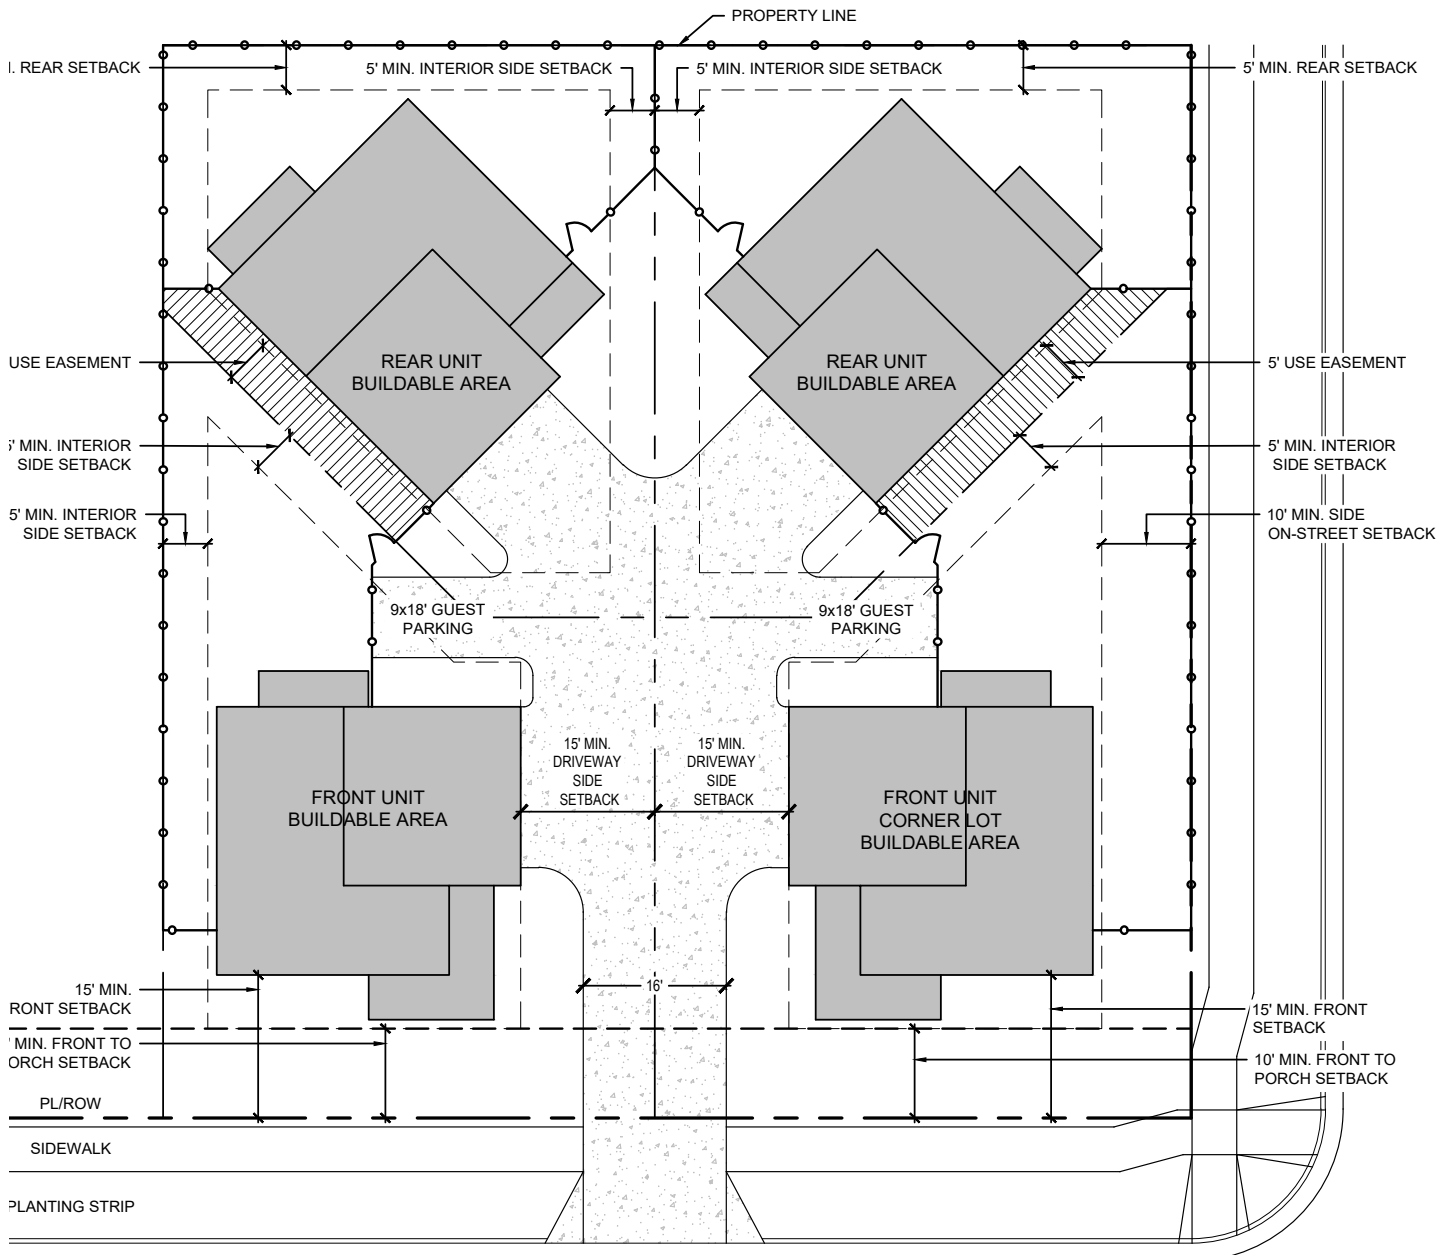 PROPERTY LINE
. REAR SETBACK
5' MIN. INTERIOR SIDE SETBACK
5' MIN. INTERIOR SIDE SETBACK
5' MIN. REAR SETBACK
USE EASEMENT
REAR UNIT
BUILDABLE AREA
REAR UNIT
BUILDABLE AREA
5' USE EASEMENT
' MIN. INTERIOR
SIDE SETBACK
5' MIN. INTERIOR
SIDE SETBACK
5' MIN. INTERIOR
SIDE SETBACK
10' MIN. SIDE
ON-STREET SETBACK
9x18' GUEST
PARKING
9x18' GUEST
PARKING
15' MIN.
DRIVEWAY
SIDE
SETBACK
15' MIN.
DRIVEWAY
SIDE
SETBACK
FRONT UNIT
BUILDABLE AREA
FRONT UNIT
CORNER LOT
BUILDABLE AREA
16'
15' MIN.
RONT SETBACK
15' MIN. FRONT
SETBACK
' MIN. FRONT TO
ORCH SETBACK
10' MIN. FRONT TO
PORCH SETBACK
PL/ROW
SIDEWALK
PLANTING STRIP